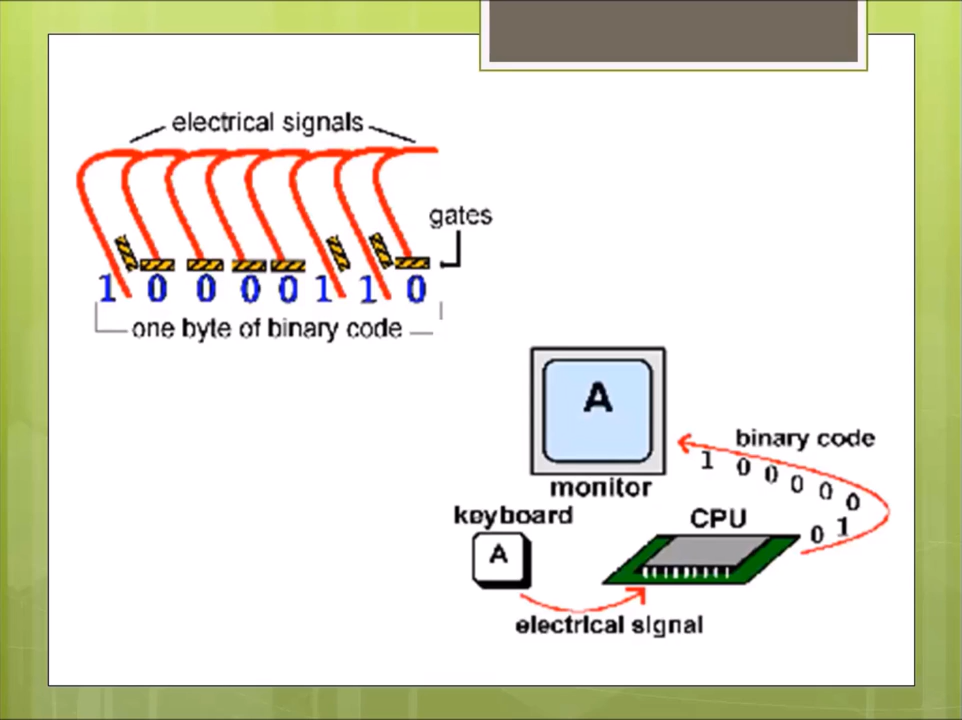 electrical signals
gates
1 0 0 0 0 1 1 0
one byte of binary code
A
binary code
1 0 0 0 0 0
0 1
monitor
keyboard
CPU
A
electrical signal